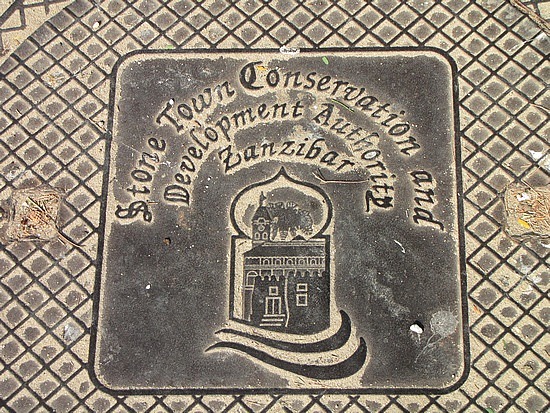 Stone Town Conservation and
Development Authority
Zanzibar